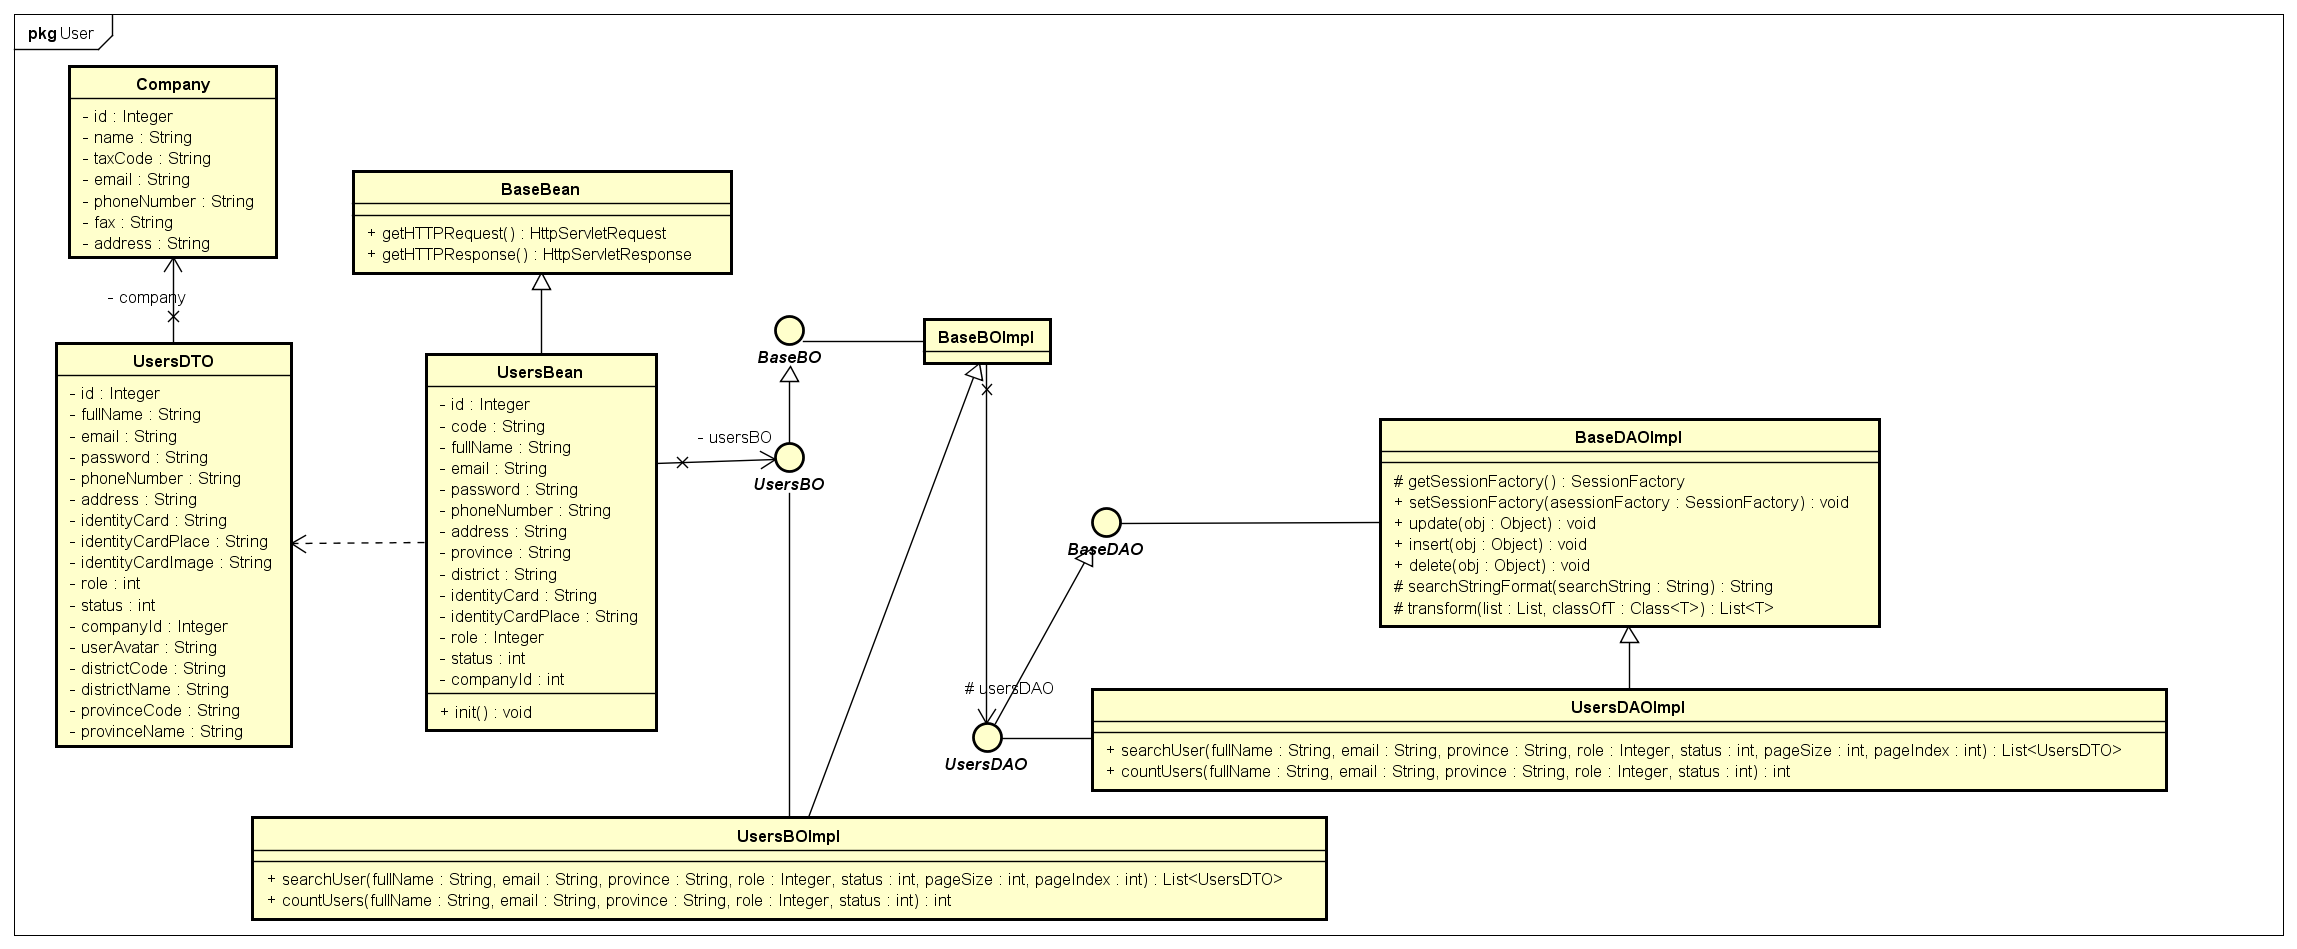 pkg User
Company
- id : Integer
- name : String
- taxCode : String
- email : String
- phoneNumber : String
- fax : String
- address : String
- company
UsersDTO
- id : Integer
- fullName : String
- email : String
- password : String
- phoneNumber : String
- address : String
- identityCard : String
- identityCardPlace : String
- identityCardImage : String
- role : int
- status : int
- companyId : Integer
- userAvatar : String
- districtCode : String
- districtName : String
- provinceCode : String
- provinceName : String
BaseBean
+ getHTTPRequest() : HttpServletRequest
+ getHTTPResponse() : HttpServletResponse
UsersBean
- id : Integer
- code : String
- fullName : String
- email : String
- password : String
- phoneNumber : String
- address : String
- province : String
- district : String
- identityCard : String
- identityCardPlace : String
- role : Integer
- status : int
- companyId : int
+ init() : void
BaseBO
- usersBO
UsersBO
BaseBOImpl
BaseDAO
# usersDAO
UsersDAO
BaseDAOImpl
# getSessionFactory() : SessionFactory
+ setSessionFactory(asessionFactory : SessionFactory) : void
+ update(obj : Object) : void
+ insert(obj : Object) : void
+ delete(obj : Object) : void
# searchStringFormat(searchString : String) : String
# transform(list : List, classOfT : Class<T>) : List<T>
UsersDAOImpl
+ searchUser(fullName : String, email : String, province : String, role : Integer, status : int, pageSize : int, pageIndex : int) : List<UsersDTO>
+ countUsers(fullName : String, email : String, province : String, role : Integer, status : int) : int
UsersBOImpl
+ searchUser(fullName : String, email : String, province : String, role : Integer, status : int, pageSize : int, pageIndex : int) : List<UsersDTO>
+ countUsers(fullName : String, email : String, province : String, role : Integer, status : int) : int